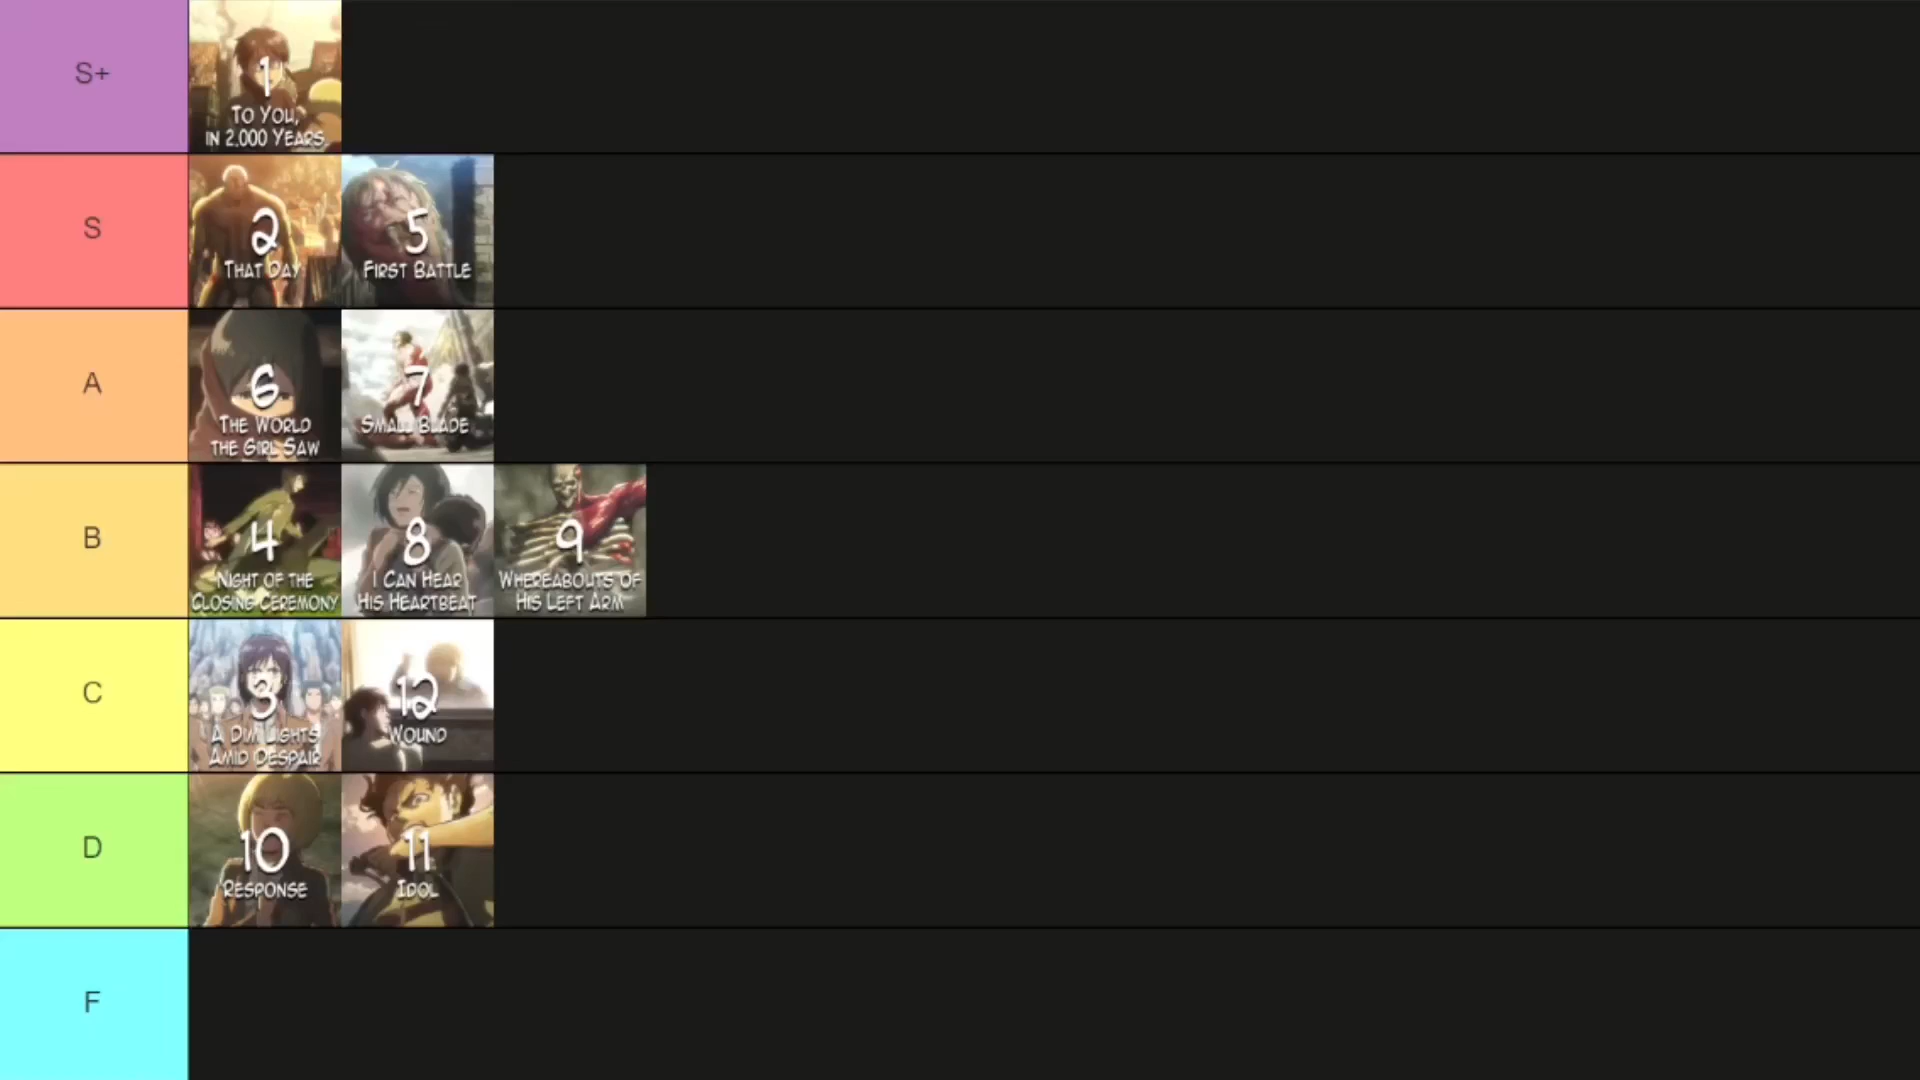 S+
1
TO YOU,
IN 2,000 YEARS
S
2
THAT DAY
5
FIRST BATTLE
A
6
THE WORLD
THE GIRL SAW
7
SMALL BLADE
B
4
NIGHT OF THE
CLOSING CEREMONY
8
I CAN HEAR
HIS HEARTBEAT
9
WHEREABOUTS OF
HIS LEFT ARM
C
3
A DIM LIGHTS
AMID DESPAIR
12
WOUND
D
10
RESPONSE
11
IDOL
F